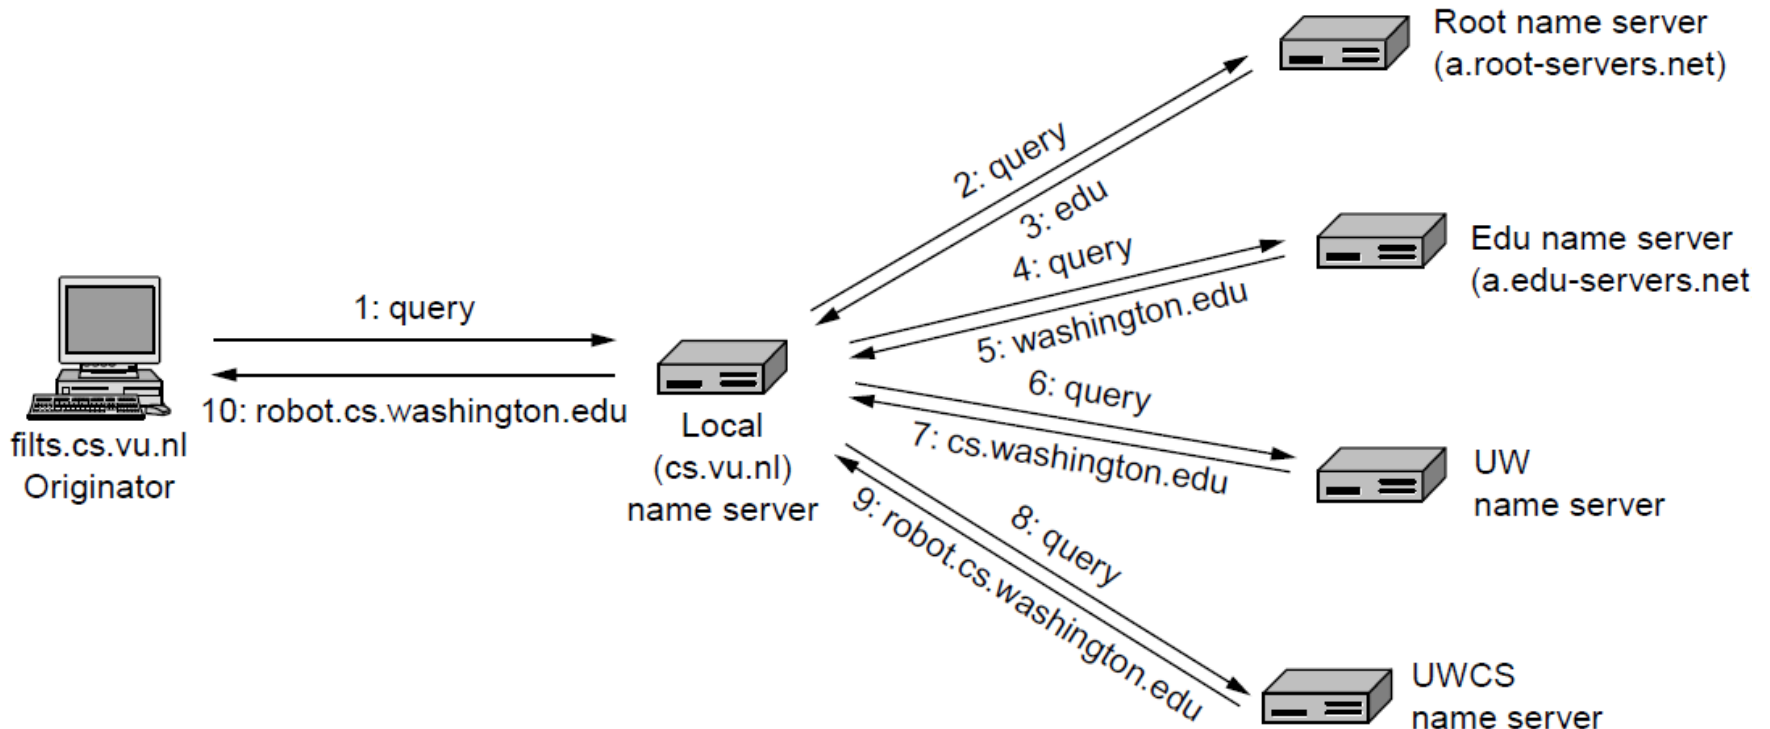 Root name server
(a.root-servers.net)
2: query
3: edu
Edu name server
(a.edu-servers.net
4: query
5: washington.edu
1: query
10: robot.cs.washington.edu
filts.cs.vu.nl
Originator
Local
(cs.vu.nl)
name server
6: query
7: cs.washington.edu
UW
name server
8: query
9: robot.cs.washington.edu
UWCS
name server